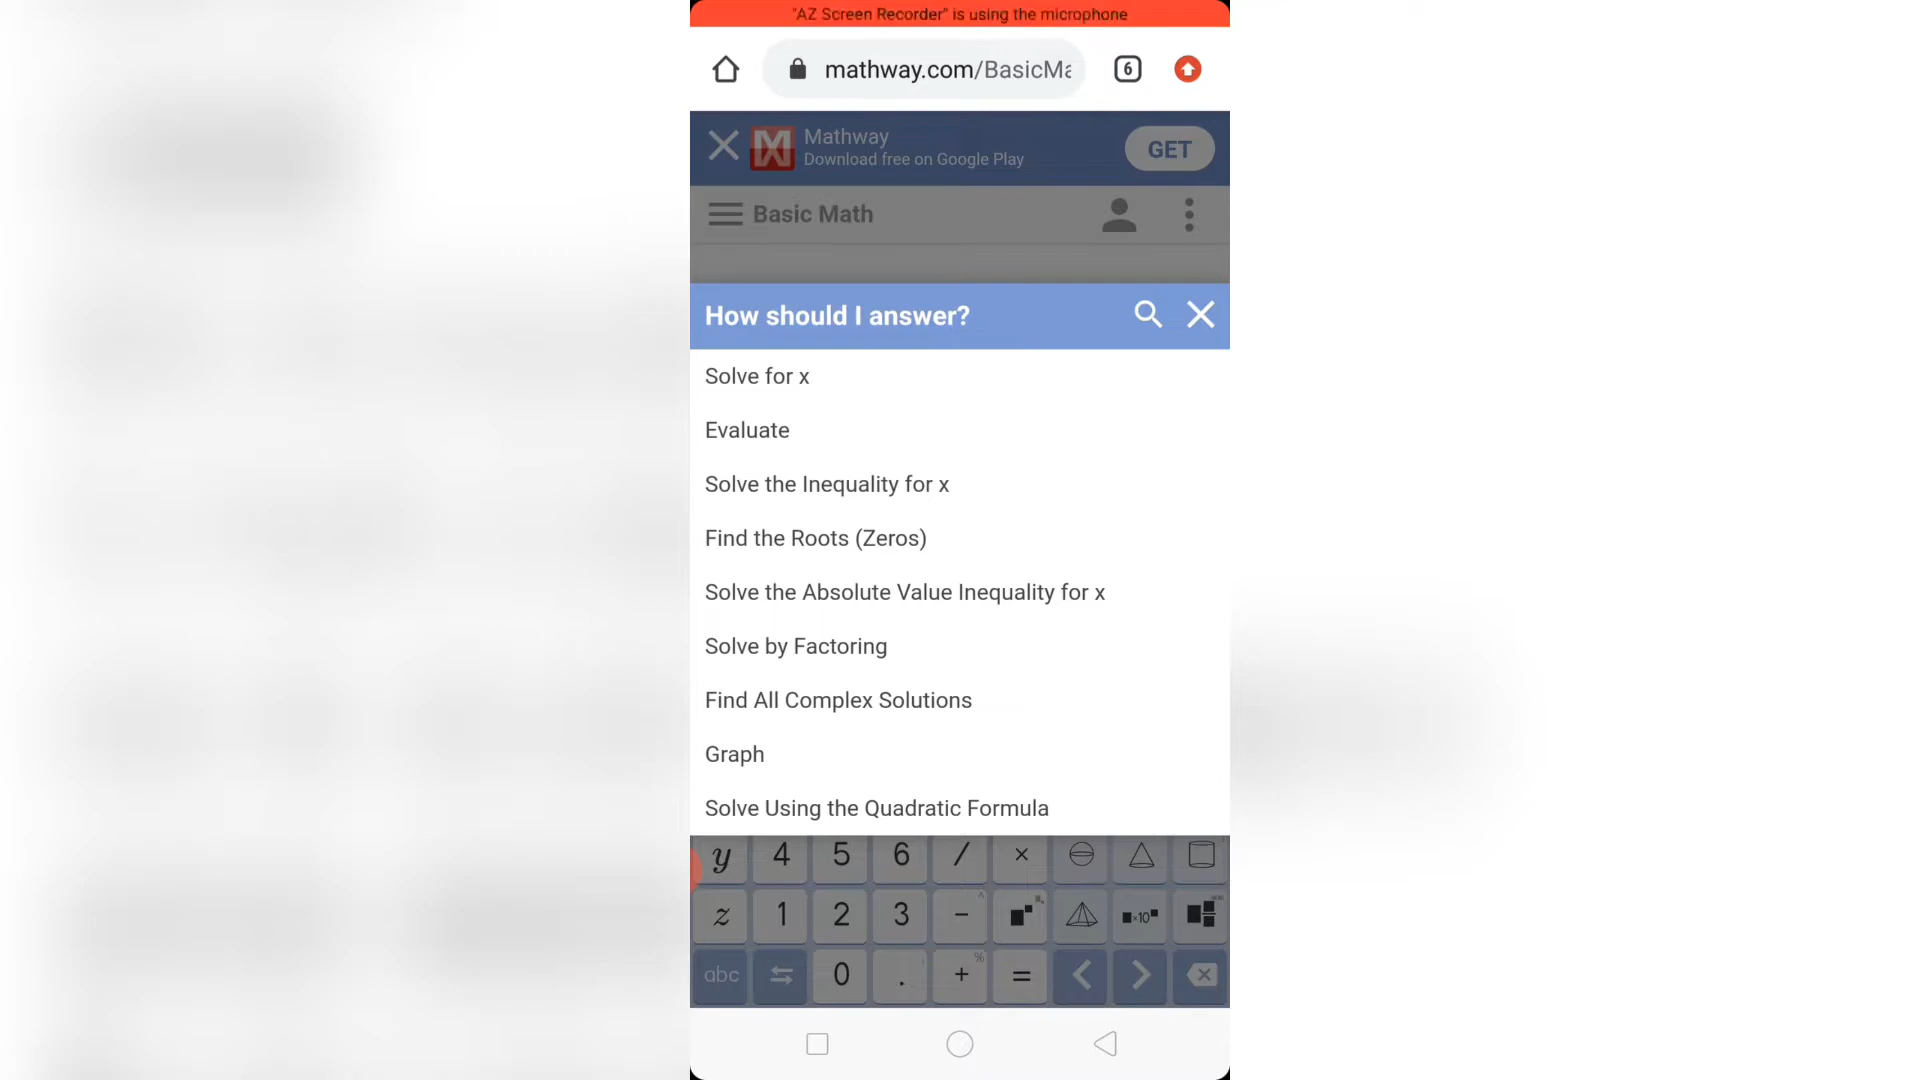 "AZ Screen Recorder" is using the microphone
mathway.com/BasicMa
6
Mathway
Download free on Google Play
GET
Basic Math
How should I answer?
Solve for x
Evaluate
Solve the Inequality for x
Find the Roots (Zeros)
Solve the Absolute Value Inequality for x
Solve by Factoring
Find All Complex Solutions
Graph
Solve Using the Quadratic Formula
y 4 5 6 / ×
z 1 2 3 − ■×10■
abc 0 . + % =